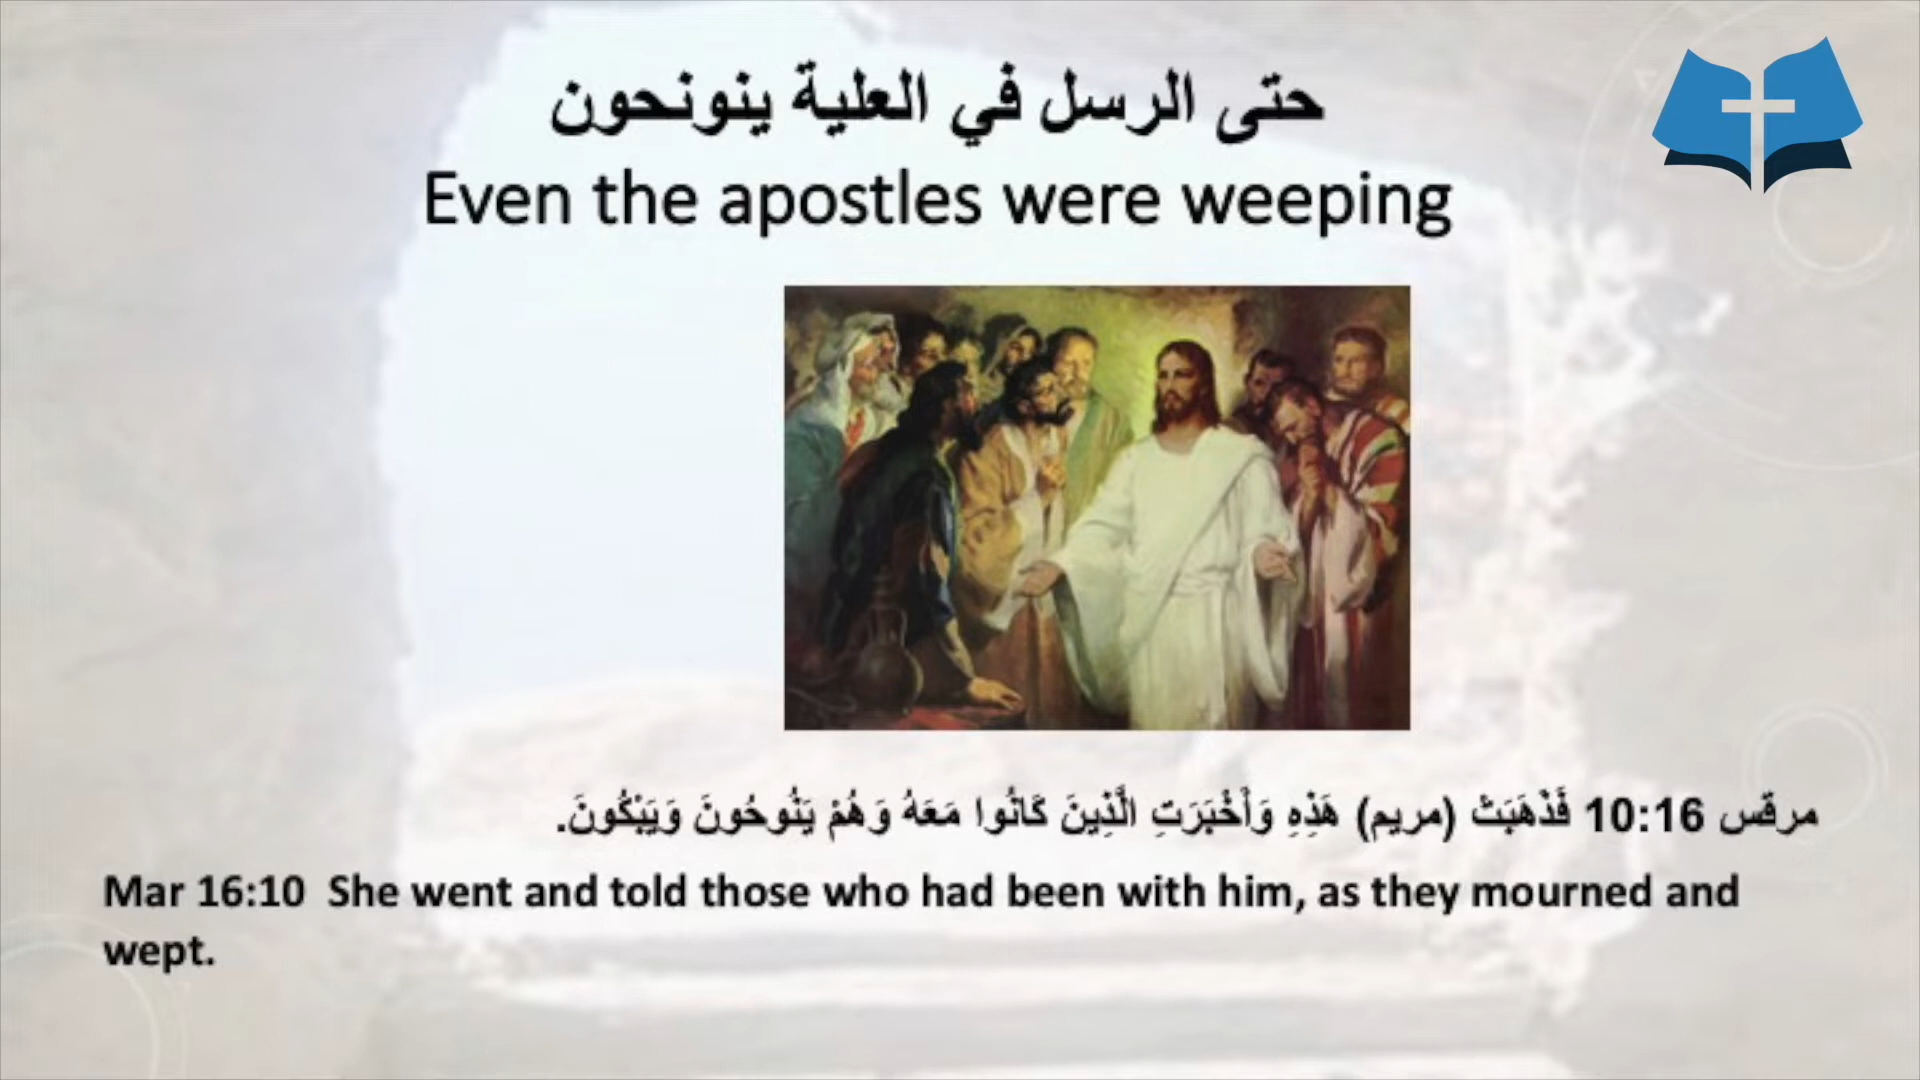 حتى الرسل في العلية ينونحون
Even the apostles were weeping
مرقس 10:16 فَذَهَبَتْ (مريم) هَذِهِ وَأَخْبَرَتِ الَّذِينَ كَانُوا مَعَهُ وَهُمْ يَنُوحُونَ وَيَبْكُونَ.
Mar 16:10 She went and told those who had been with him, as they mourned and
wept.